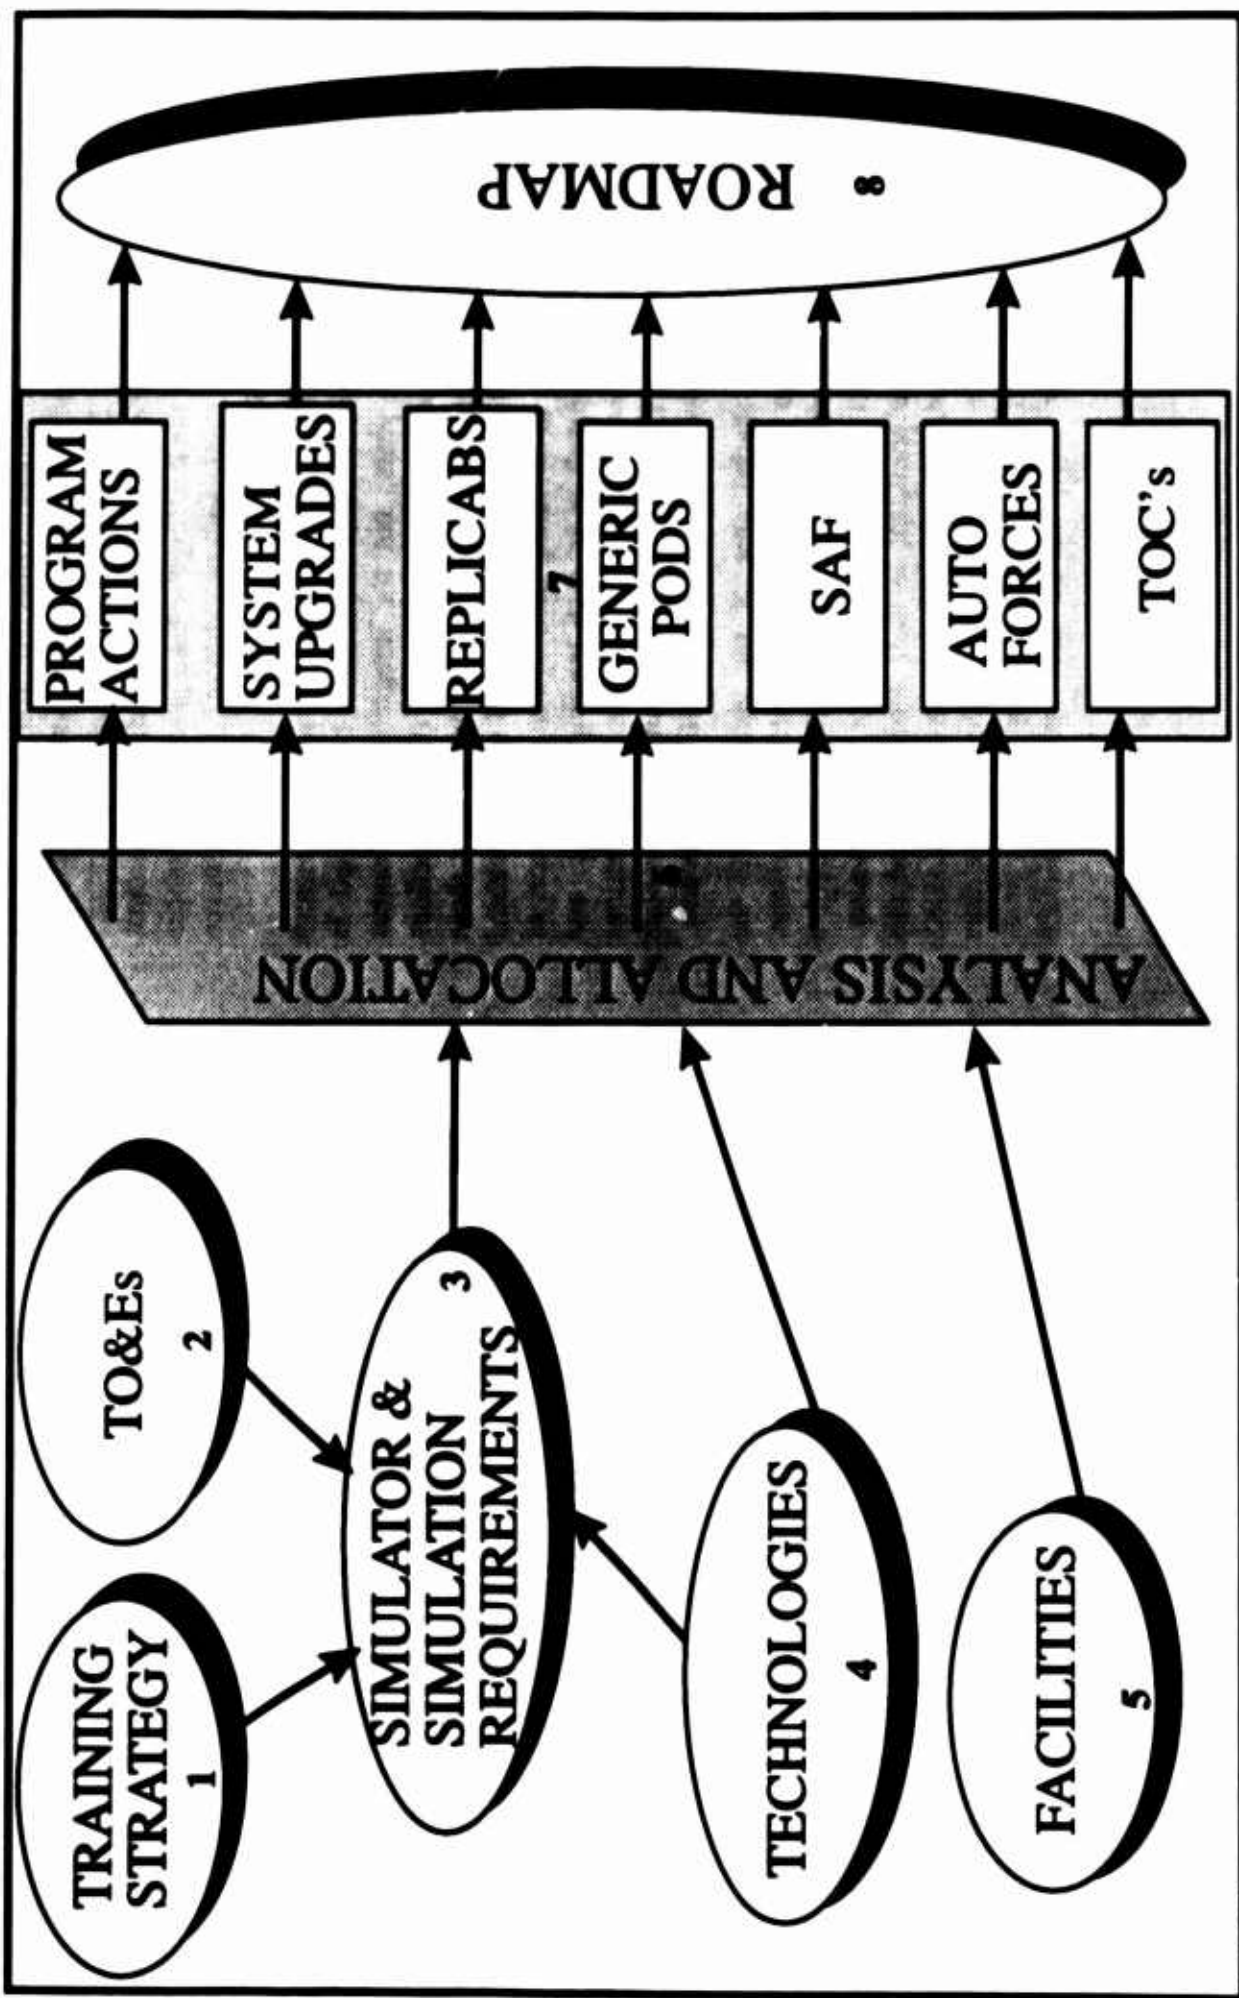 TRAINING
STRATEGY
1
TO&Es
2
SIMULATOR &
SIMULATION
REQUIREMENTS
3
TECHNOLOGIES
4
FACILITIES
5
ANALYSIS AND ALLOCATION
PROGRAM
ACTIONS
SYSTEM
UPGRADES
REPLICABS
7
GENERIC
PODS
SAF
AUTO
FORCES
TOC's
ROADMAP
8